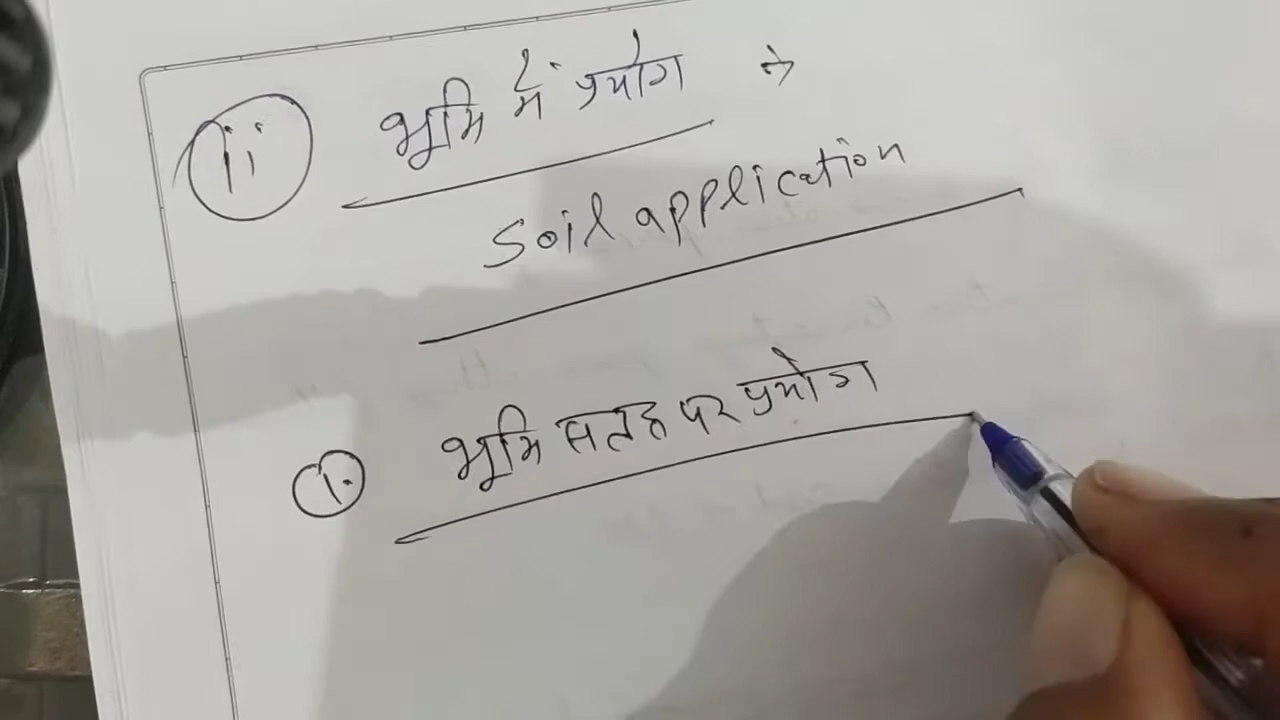 ii भूमि में प्रयोग →
Soil application
1. भूमि सतह पर प्रयोग